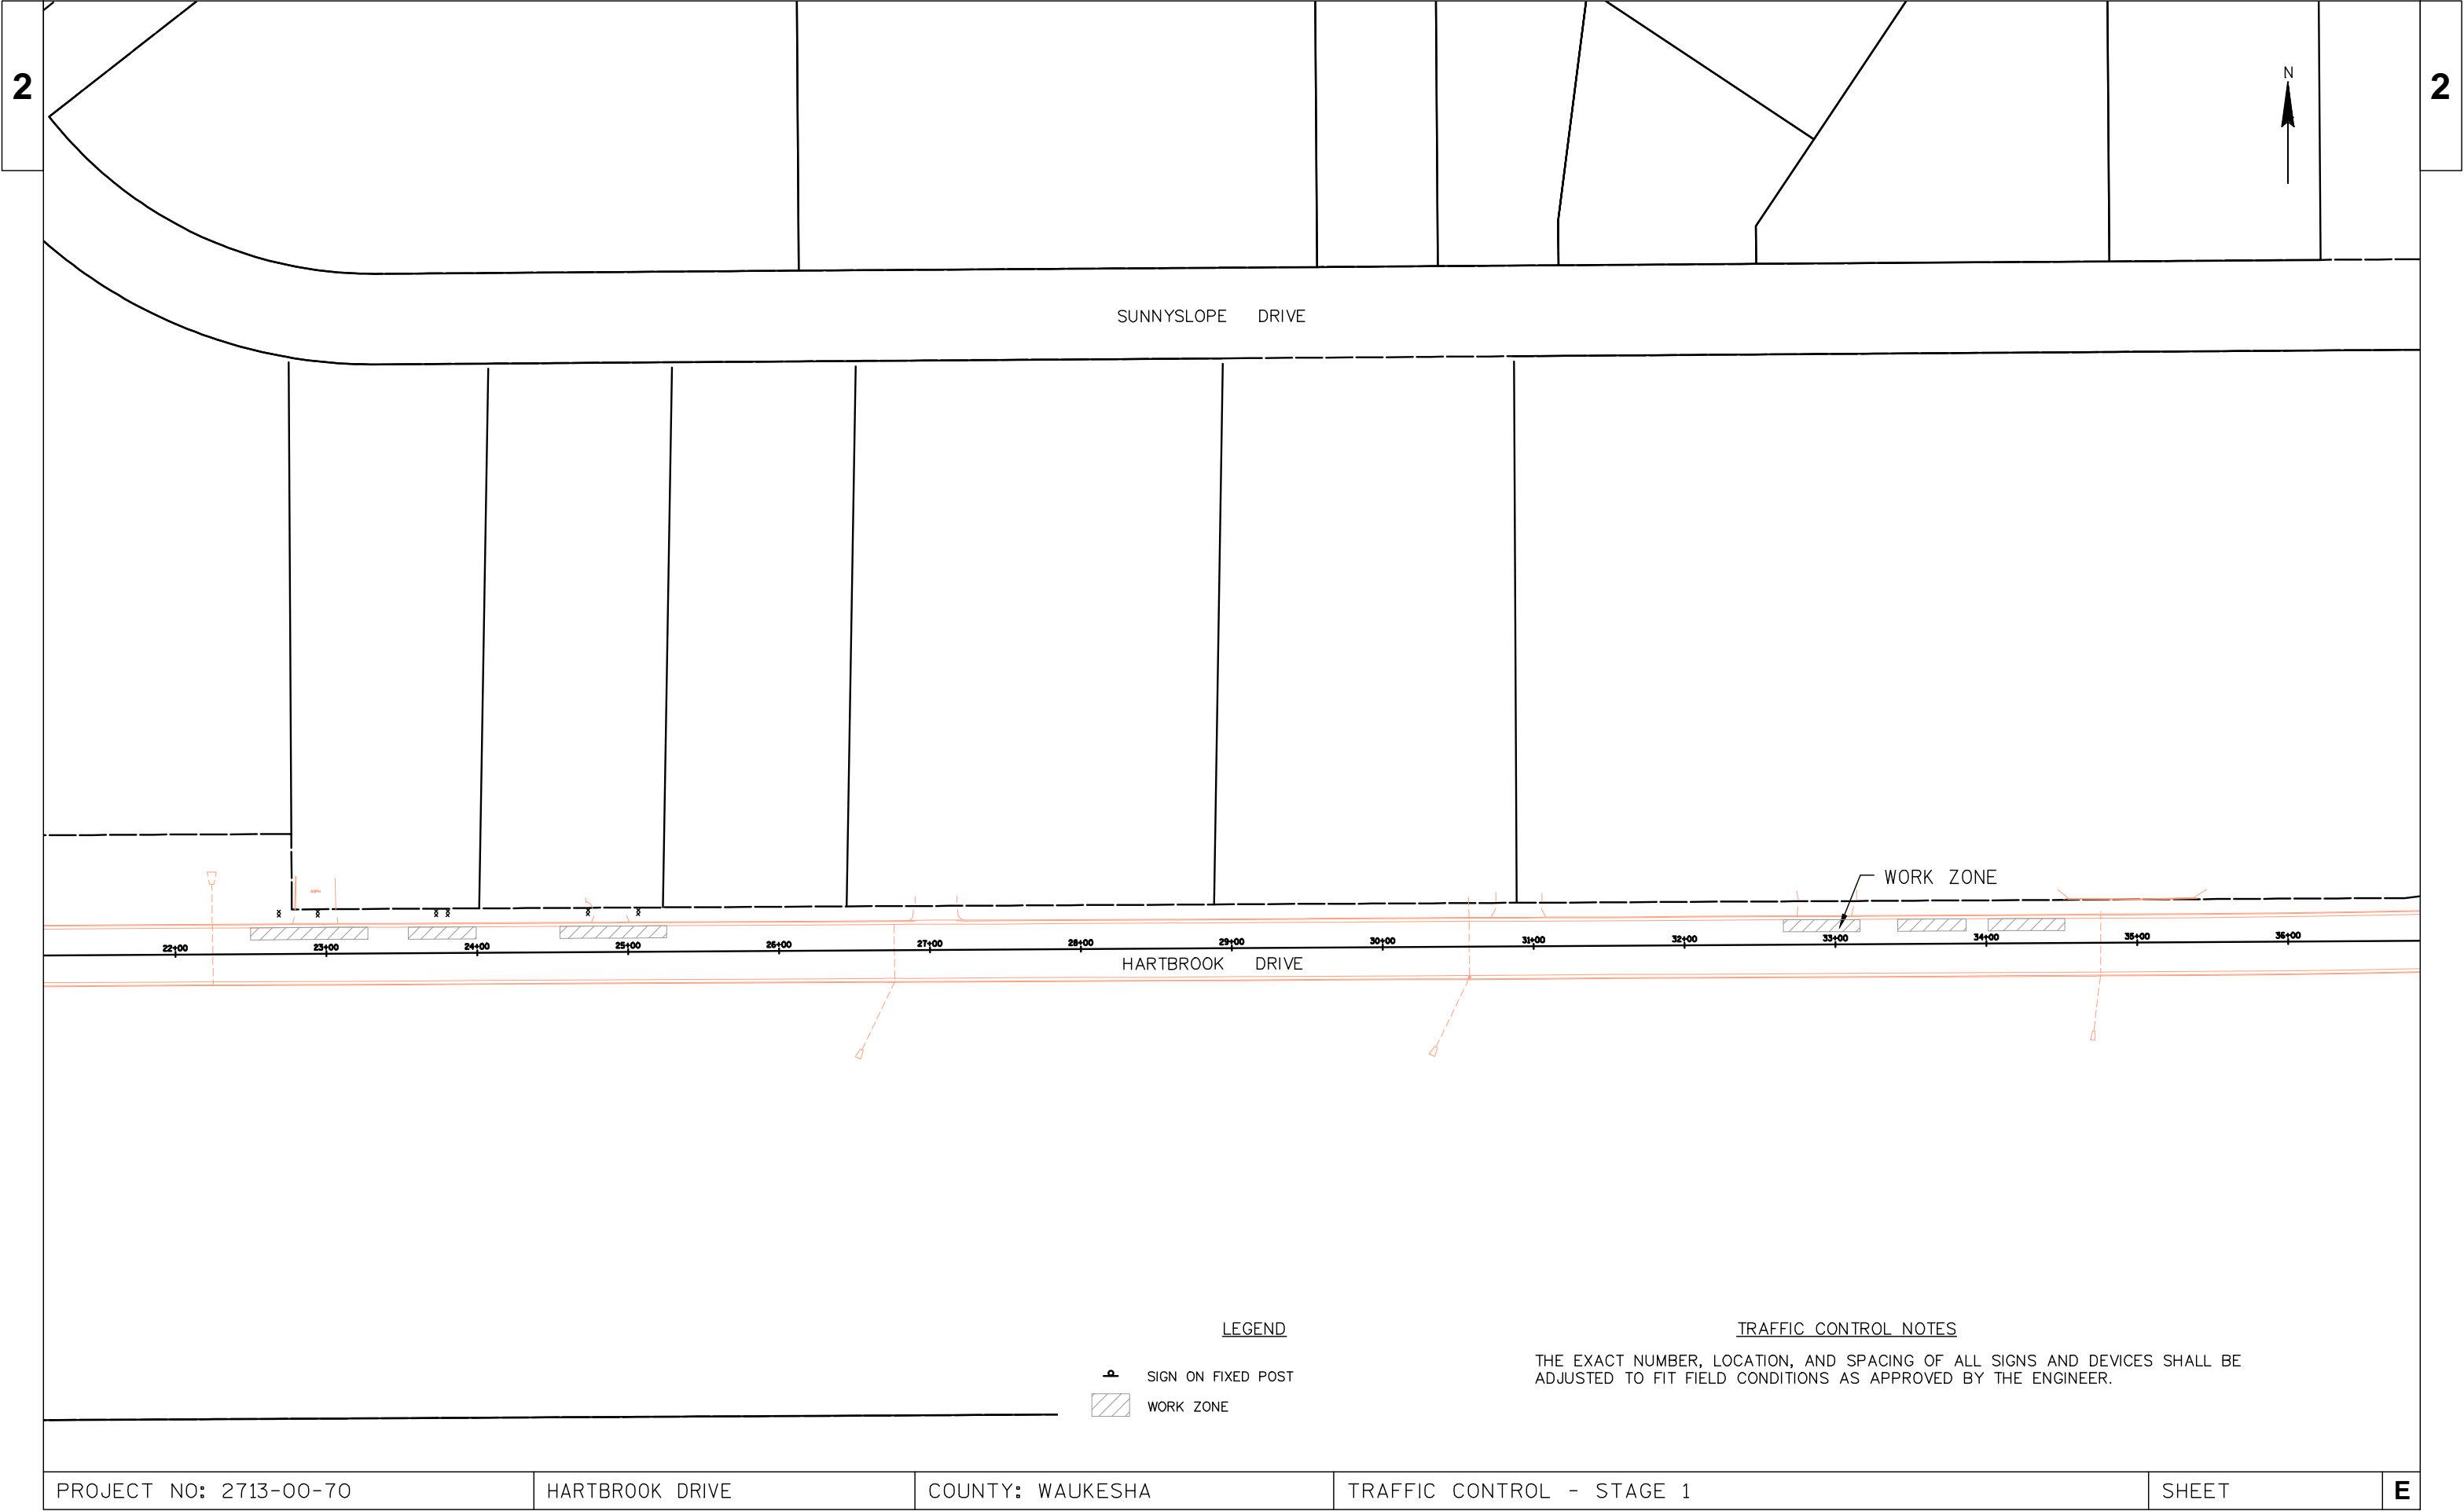 2
2
N
SUNNYSLOPE DRIVE
WORK ZONE
22+00 23+00 24+00 25+00 26+00 27+00 28+00 29+00 30+00 31+00 32+00 33+00 34+00 35+00 36+00
HARTBROOK DRIVE
LEGEND
SIGN ON FIXED POST
WORK ZONE
TRAFFIC CONTROL NOTES
THE EXACT NUMBER, LOCATION, AND SPACING OF ALL SIGNS AND DEVICES SHALL BE
ADJUSTED TO FIT FIELD CONDITIONS AS APPROVED BY THE ENGINEER.
PROJECT NO: 2713-00-70
HARTBROOK DRIVE
COUNTY: WAUKESHA
TRAFFIC CONTROL - STAGE 1
SHEET
E